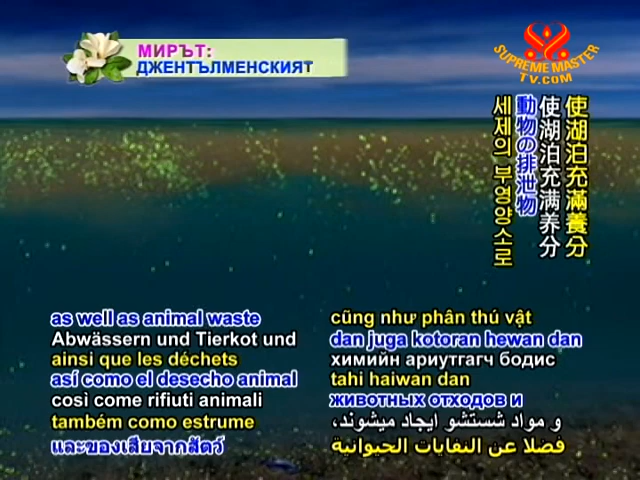 МИРЪТ:
ДЖЕНТЪЛМЕНСКИЯТ
SUPREME MASTER
TV.COM
使湖泊充滿養分
使湖泊充满养分
動物の排泄物
세제의 부영양소로
as well as animal waste
Abwässern und Tierkot und
ainsi que les déchets
así como el desecho animal
così come rifiuti animali
também como estrume
และของเสียจากสัตว์
cũng như phân thú vật
dan juga kotoran hewan dan
химийн ариутгагч бодис
tahi haiwan dan
животных отходов и
و مواد شستشو ایجاد میشوند،
فضلا عن النفايات الحيوانية